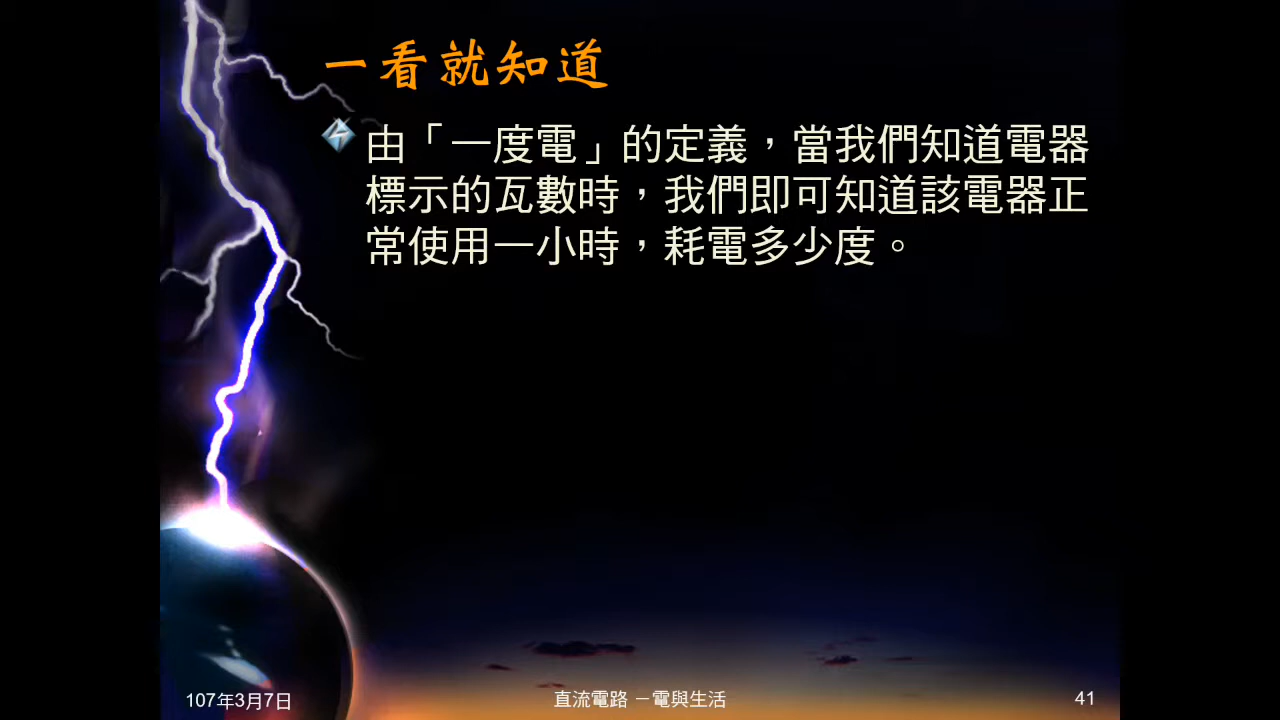 一看就知道
由「一度電」的定義，當我們知道電器
標示的瓦數時，我們即可知道該電器正
常使用一小時，耗電多少度。
107年3月7日
直流電路 －電與生活
41